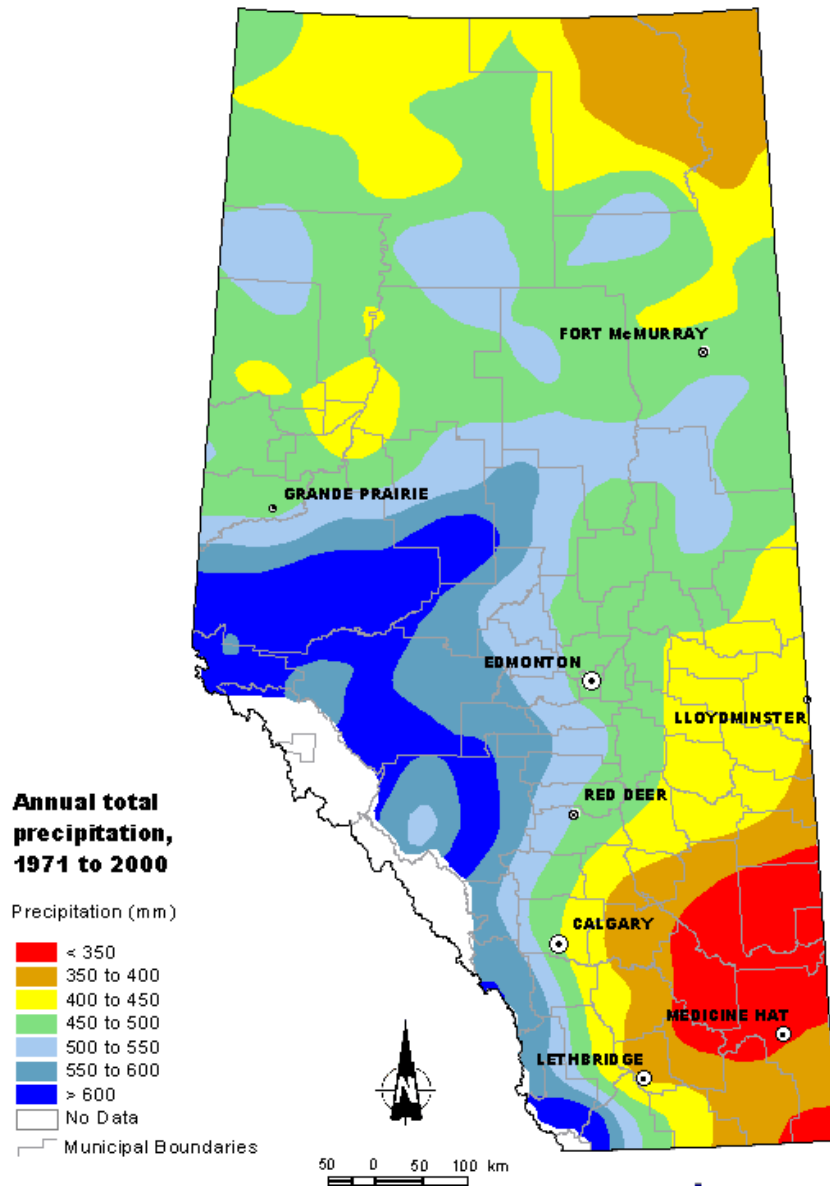 FORT McMURRAY
GRANDE PRAIRIE
EDMONTON
LLOYDMINSTER
RED DEER
CALGARY
MEDICINE HAT
LETHBRIDGE
Annual total
precipitation,
1971 to 2000
Precipitation (mm)
< 350
350 to 400
400 to 450
450 to 500
500 to 550
550 to 600
> 600
No Data
Municipal Boundaries
N
50 0 50 100 km